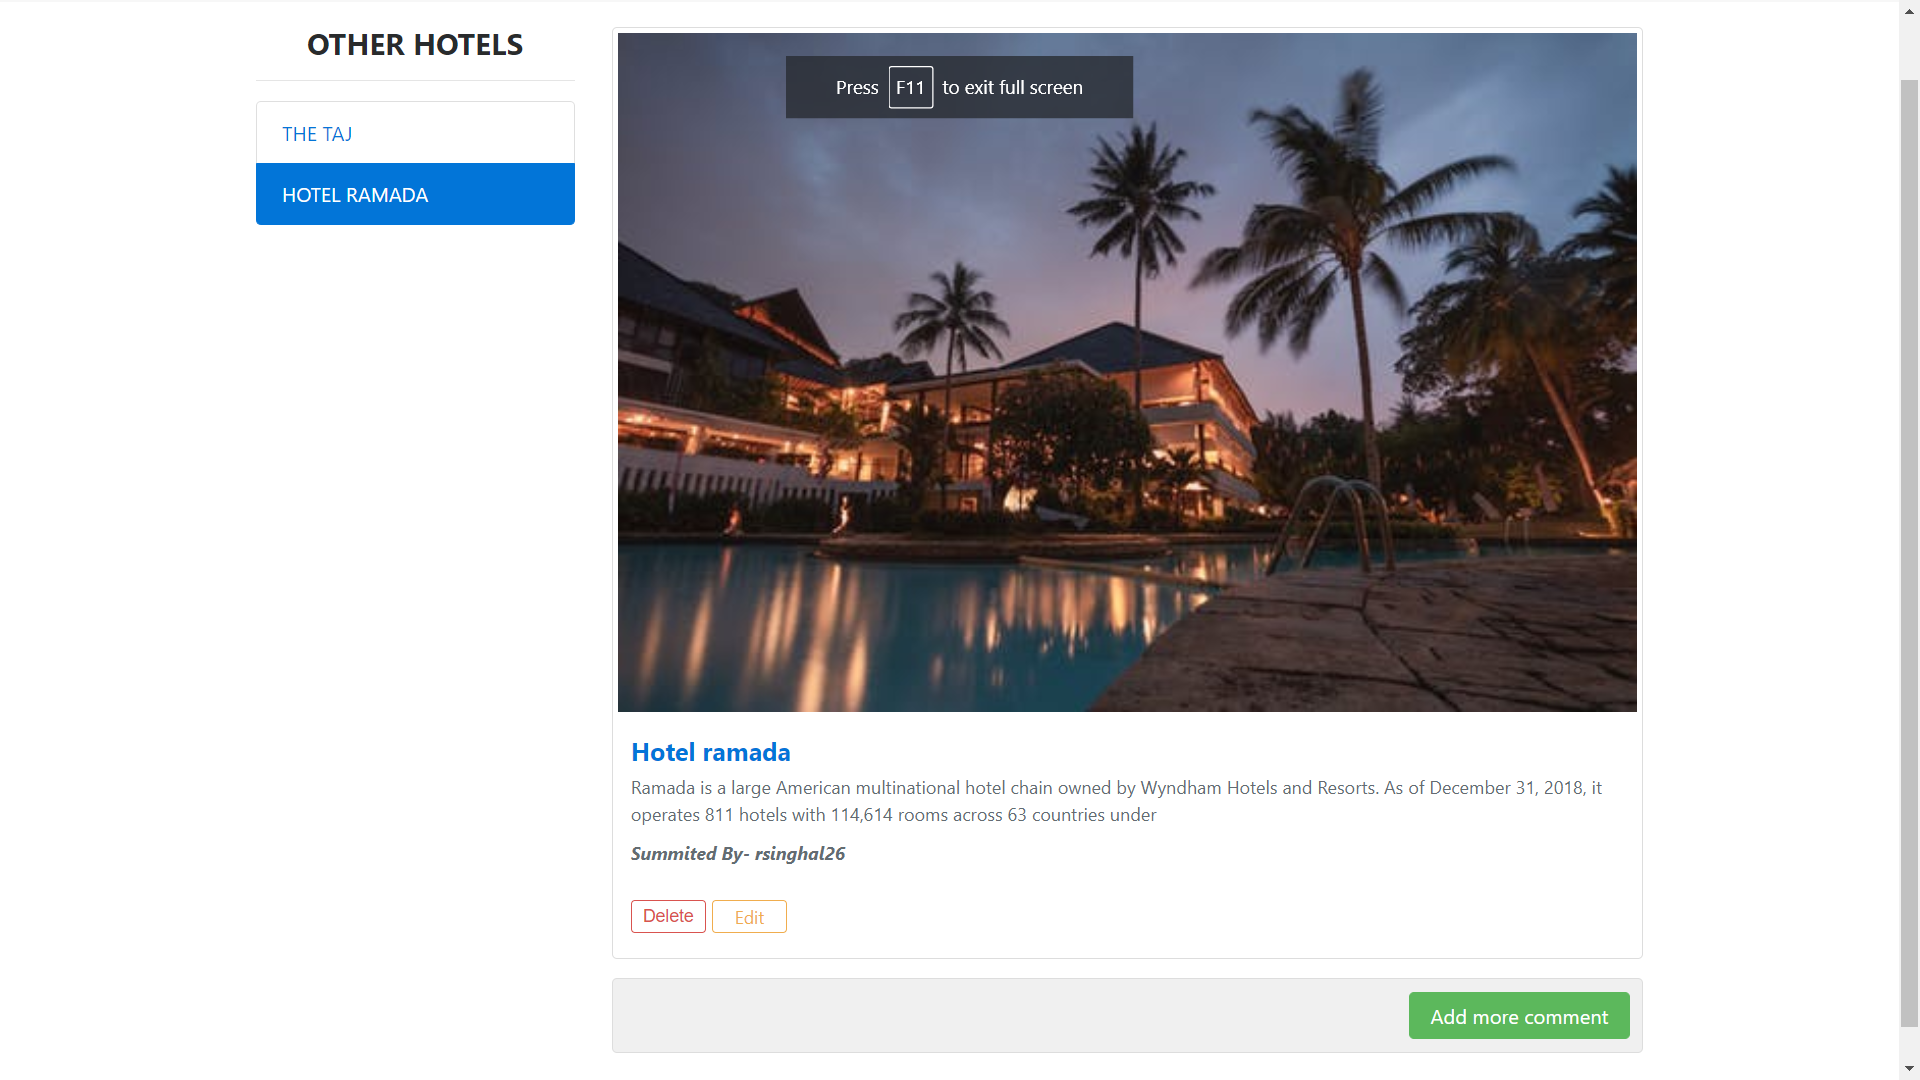 OTHER HOTELS
THE TAJ
HOTEL RAMADA
Press F11 to exit full screen
Hotel ramada
Ramada is a large American multinational hotel chain owned by Wyndham Hotels and Resorts. As of December 31, 2018, it
operates 811 hotels with 114,614 rooms across 63 countries under
Summited By- rsinghal26
Delete Edit
Add more comment